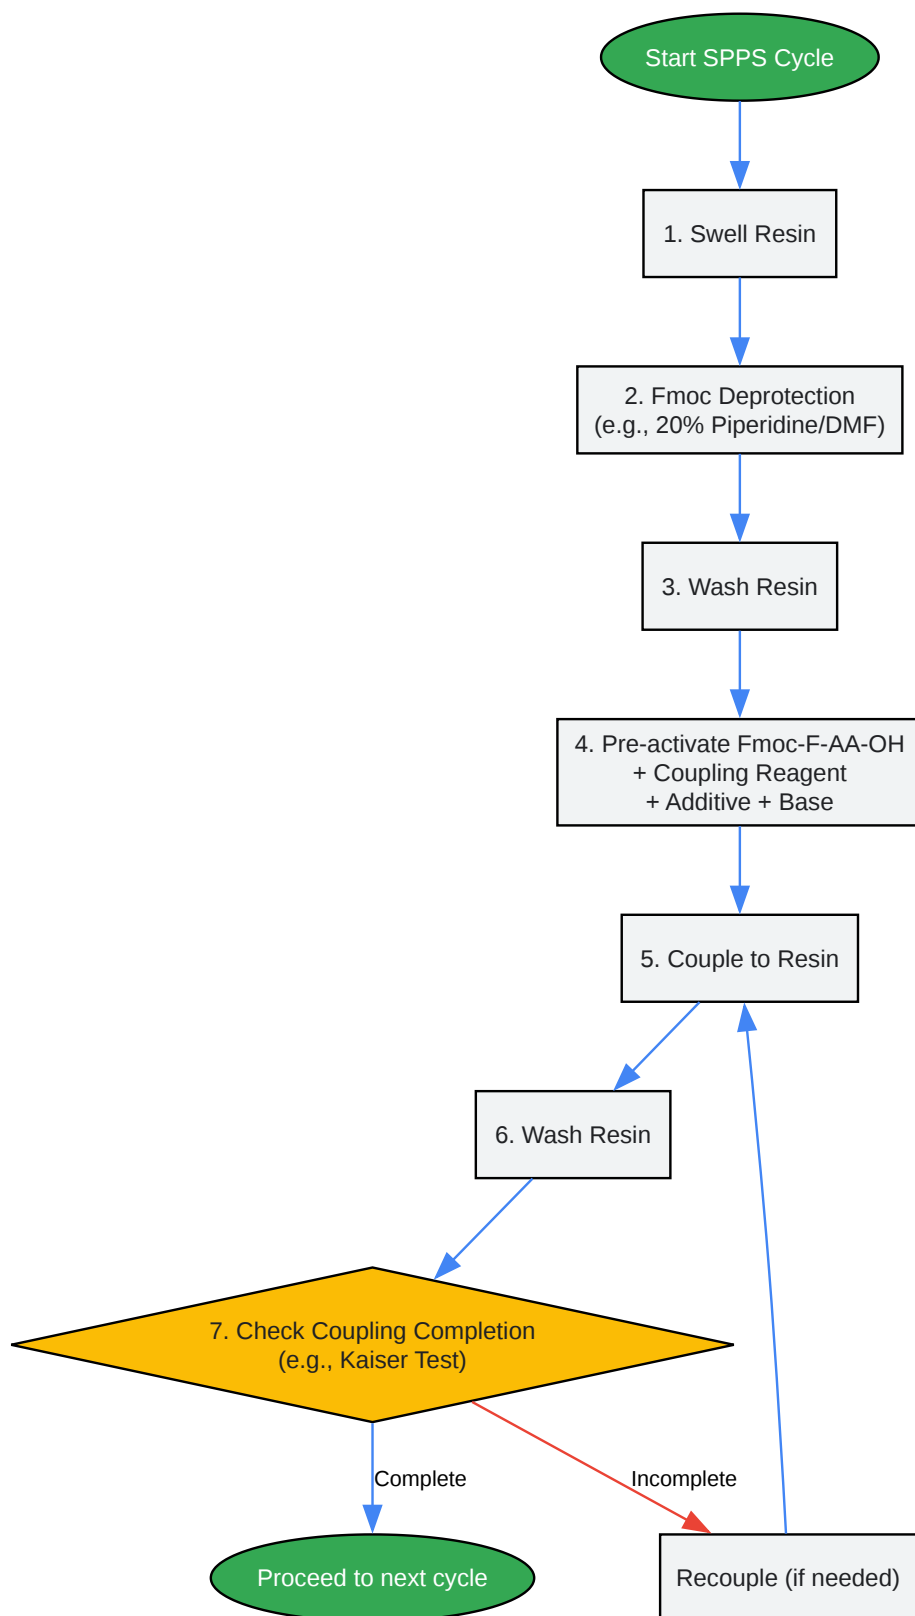 Start SPPS Cycle
1. Swell Resin
2. Fmoc Deprotection
(e.g., 20% Piperidine/DMF)
3. Wash Resin
4. Pre-activate Fmoc-F-AA-OH
+ Coupling Reagent
+ Additive + Base
5. Couple to Resin
6. Wash Resin
7. Check Coupling Completion
(e.g., Kaiser Test)
Complete
Incomplete
Proceed to next cycle
Recouple (if needed)